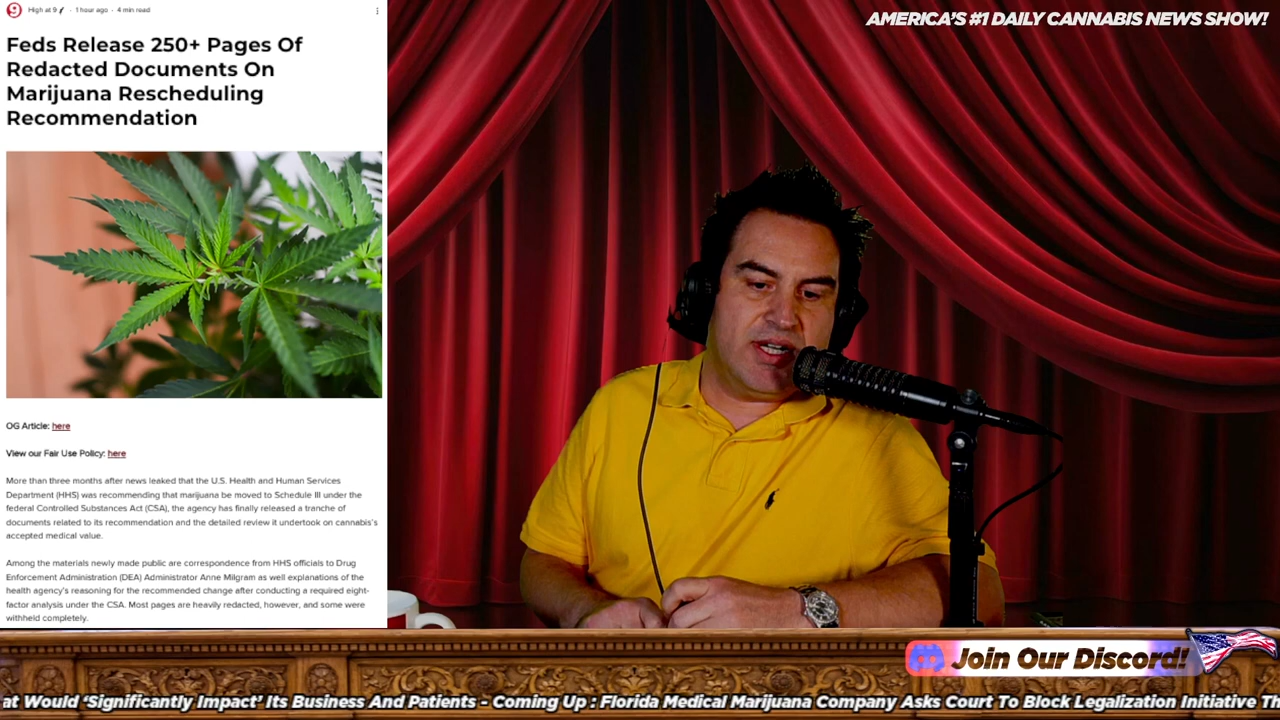 High at 9 · 1 hour ago · 4 min read
AMERICA'S #1 DAILY CANNABIS NEWS SHOW!
Feds Release 250+ Pages Of
Redacted Documents On
Marijuana Rescheduling
Recommendation
OG Article: here
View our Fair Use Policy: here
More than three months after news leaked that the U.S. Health and Human Services
Department (HHS) was recommending that marijuana be moved to Schedule III under the
federal Controlled Substances Act (CSA), the agency has finally released a tranche of
documents related to its recommendation and the detailed review it undertook on cannabis's
accepted medical value.
Among the materials newly made public are correspondence from HHS officials to Drug
Enforcement Administration (DEA) Administrator Anne Milgram as well explanations of the
health agency's reasoning for the recommended change after conducting a required eight-
factor analysis under the CSA. Most pages are heavily redacted, however, and some were
withheld completely.
Join Our Discord!
at Would ‘Significantly Impact’ Its Business And Patients - Coming Up : Florida Medical Marijuana Company Asks Court To Block Legalization Initiative Th